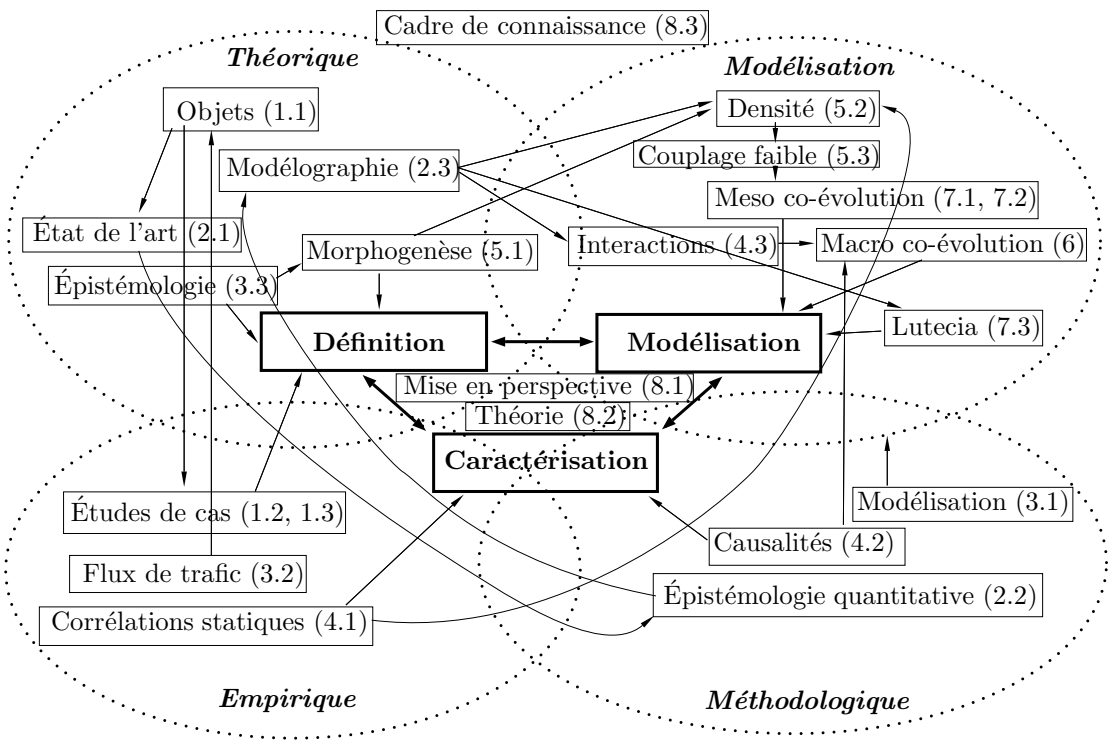 Cadre de connaissance (8.3)
Théorique
Modélisation
Objets (1.1)
Densité (5.2)
Modélographie (2.3)
Couplage faible (5.3)
Meso co-évolution (7.1, 7.2)
État de l'art (2.1)
Morphogenèse (5.1)
Interactions (4.3)
Macro co-évolution (6)
Épistémologie (3.3)
Lutecia (7.3)
Définition
Modélisation
Mise en perspective (8.1)
Théorie (8.2)
Caractérisation
Études de cas (1.2, 1.3)
Modélisation (3.1)
Causalités (4.2)
Flux de trafic (3.2)
Épistémologie quantitative (2.2)
Corrélations statiques (4.1)
Empirique
Méthodologique